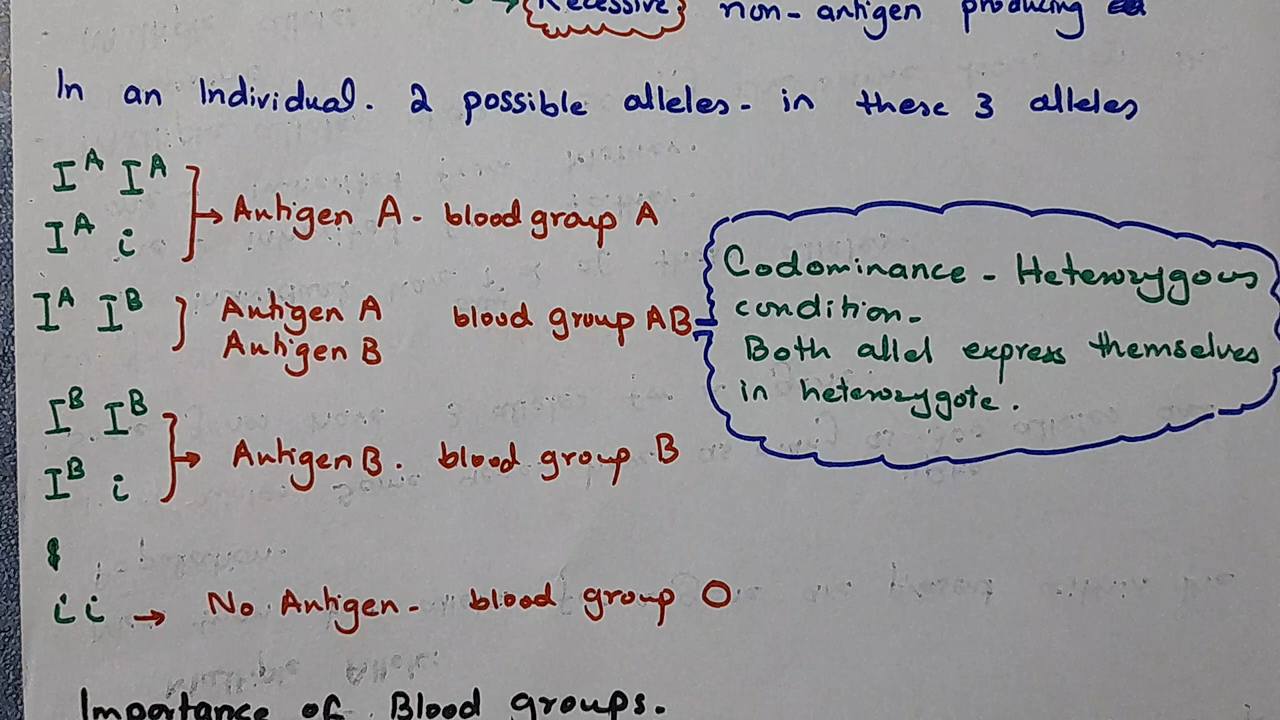 Recessive non-antigen producing
In an Individual. 2 possible alleles - in these 3 alleles
I^A I^A
I^A i
Antigen A - blood group A
I^A I^B
Antigen A
Antigen B
blood group AB
Codominance - Heterozygous
condition -
Both allel express themselves
in heterozygote.
I^B I^B
I^B i
Antigen B. blood group B
i i → No Antigen - blood group O
Importance of Blood groups.